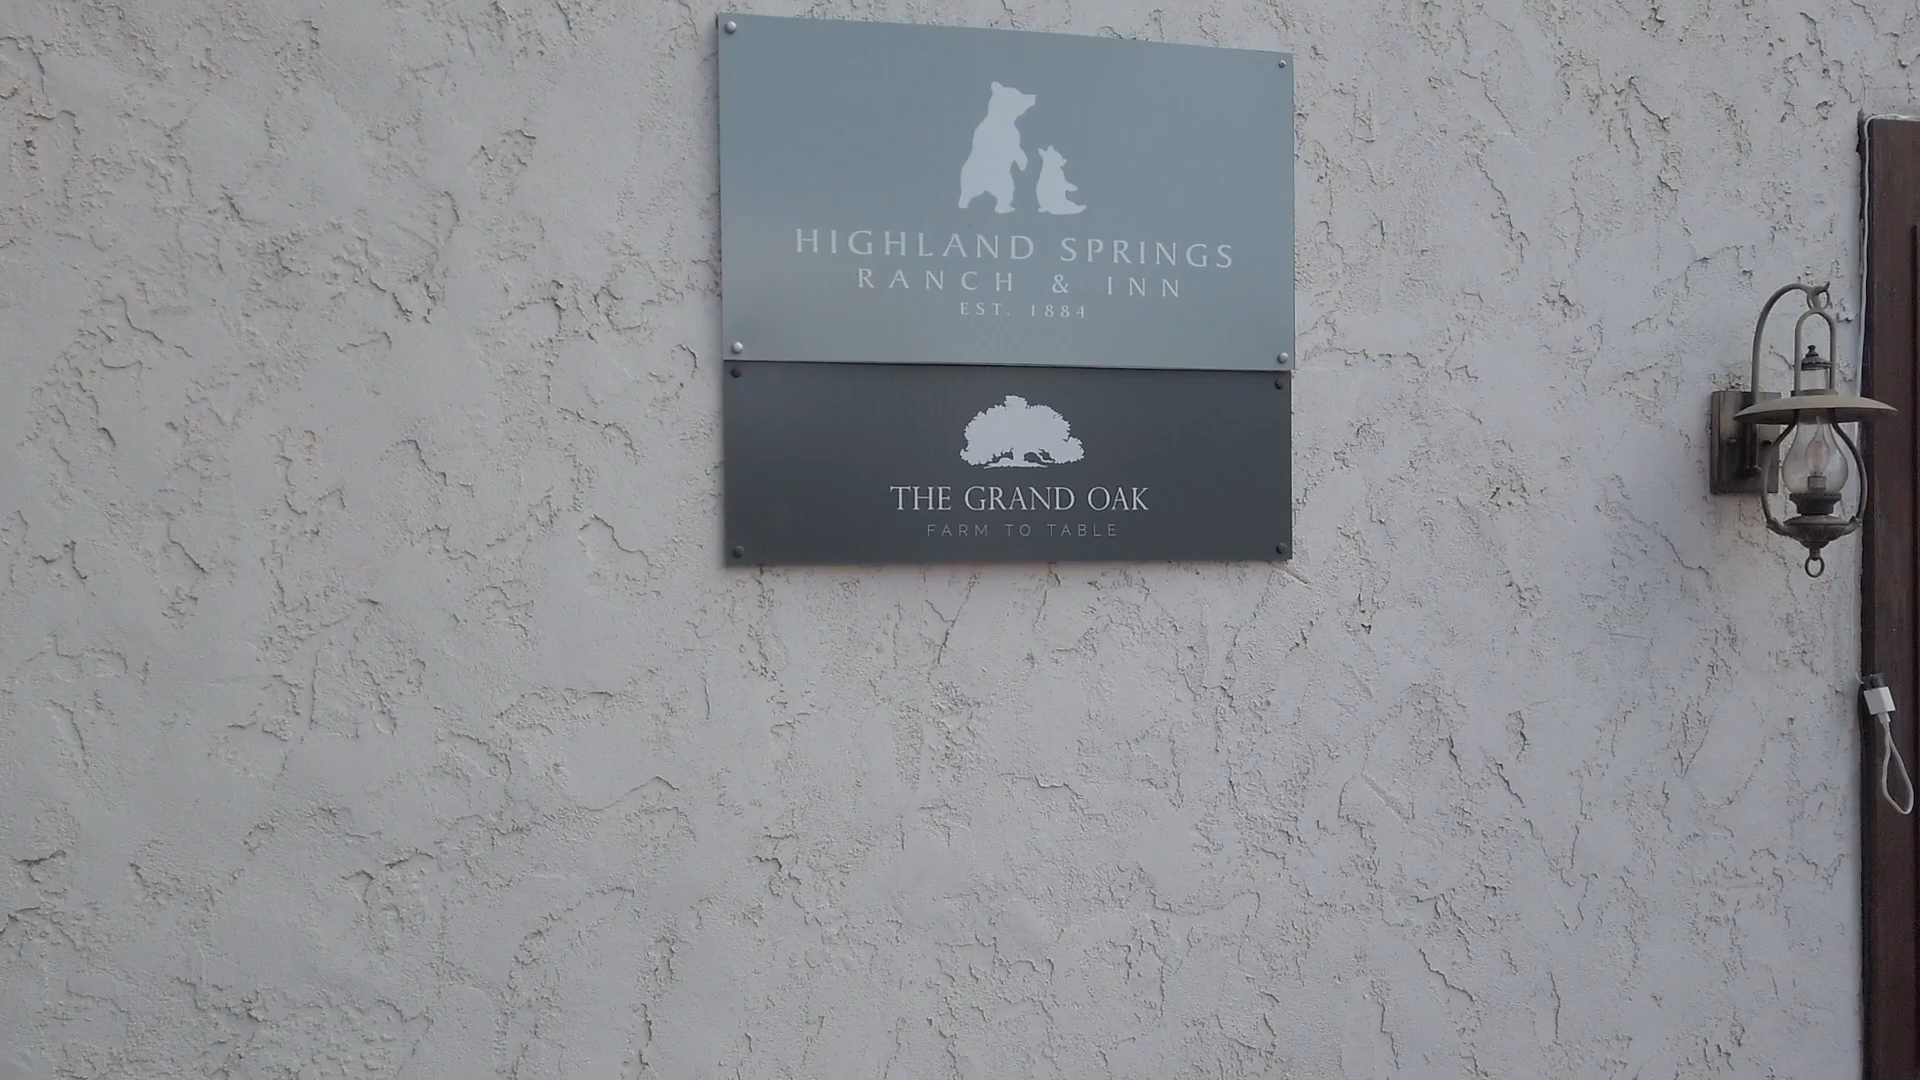 HIGHLAND SPRINGS
RANCH & INN
EST. 1884
THE GRAND OAK
FARM TO TABLE